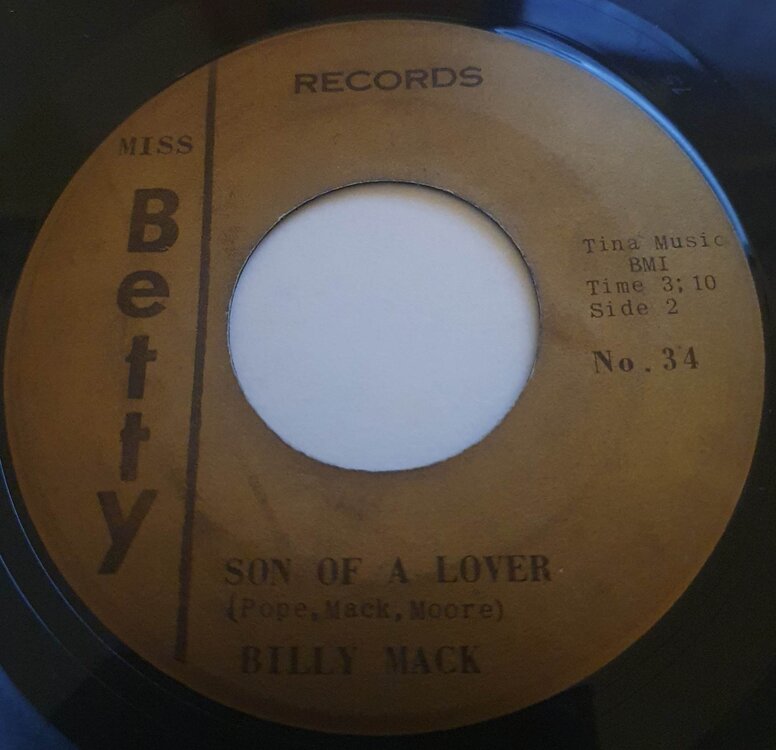 RECORDS
MISS
Betty
Tina Music
BMI
Time 3;10
Side 2
No. 34
SON OF A LOVER
(Pope,Mack,Moore)
BILLY MACK